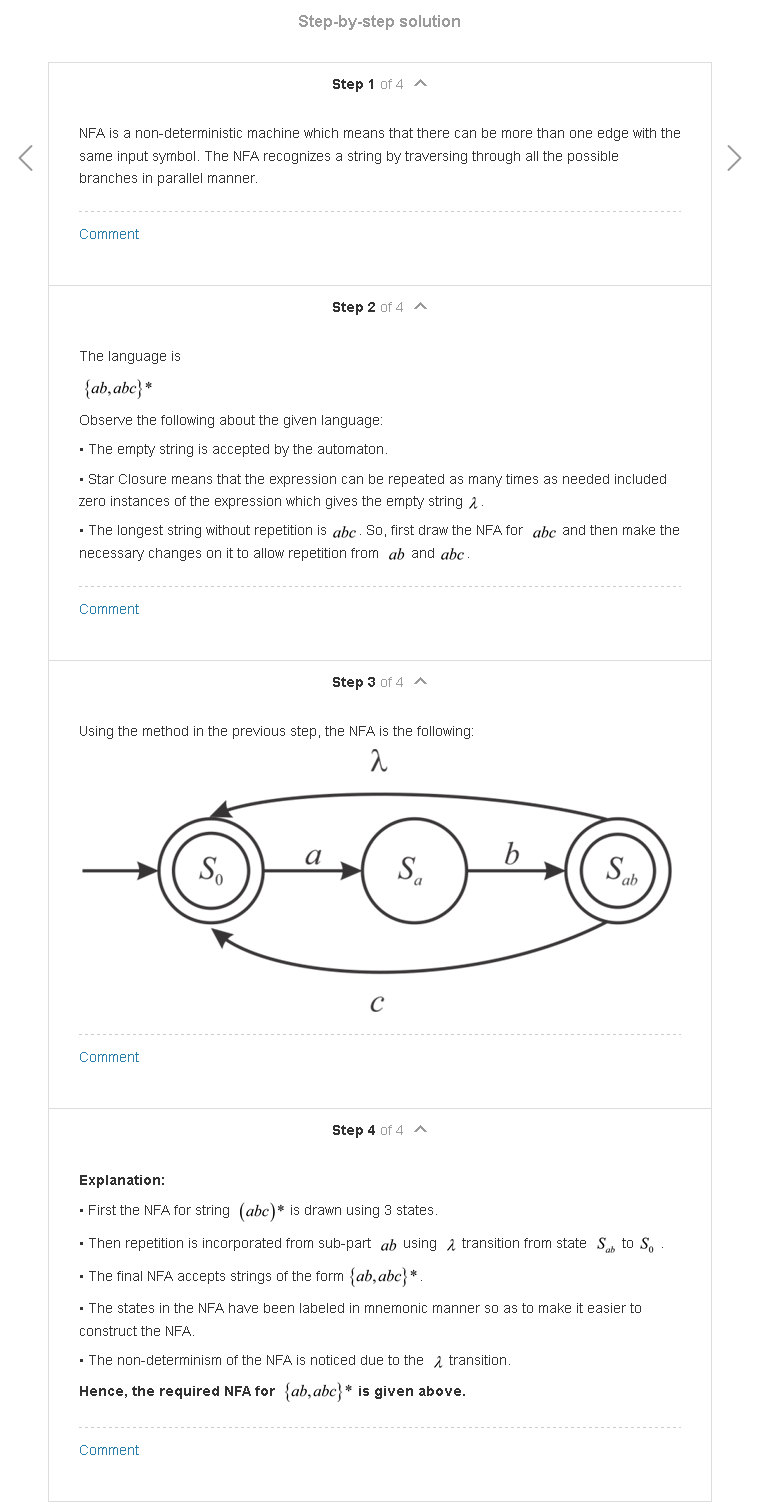 Step-by-step solution
Step 1 of 4
NFA is a non-deterministic machine which means that there can be more than one edge with the
same input symbol. The NFA recognizes a string by traversing through all the possible
branches in parallel manner.
Comment
Step 2 of 4
The language is
{ab,abc}*
Observe the following about the given language:
• The empty string is accepted by the automaton.
• Star Closure means that the expression can be repeated as many times as needed included
zero instances of the expression which gives the empty string λ.
• The longest string without repetition is abc. So, first draw the NFA for abc and then make the
necessary changes on it to allow repetition from ab and abc.
Comment
Step 3 of 4
Using the method in the previous step, the NFA is the following:
λ
S₀ a Sₐ b S_ab
c
Comment
Step 4 of 4
Explanation:
• First the NFA for string (abc)* is drawn using 3 states.
• Then repetition is incorporated from sub-part ab using λ transition from state S_ab to S₀ .
• The final NFA accepts strings of the form {ab,abc}*.
• The states in the NFA have been labeled in mnemonic manner so as to make it easier to
construct the NFA.
• The non-determinism of the NFA is noticed due to the λ transition.
Hence, the required NFA for {ab,abc}* is given above.
Comment